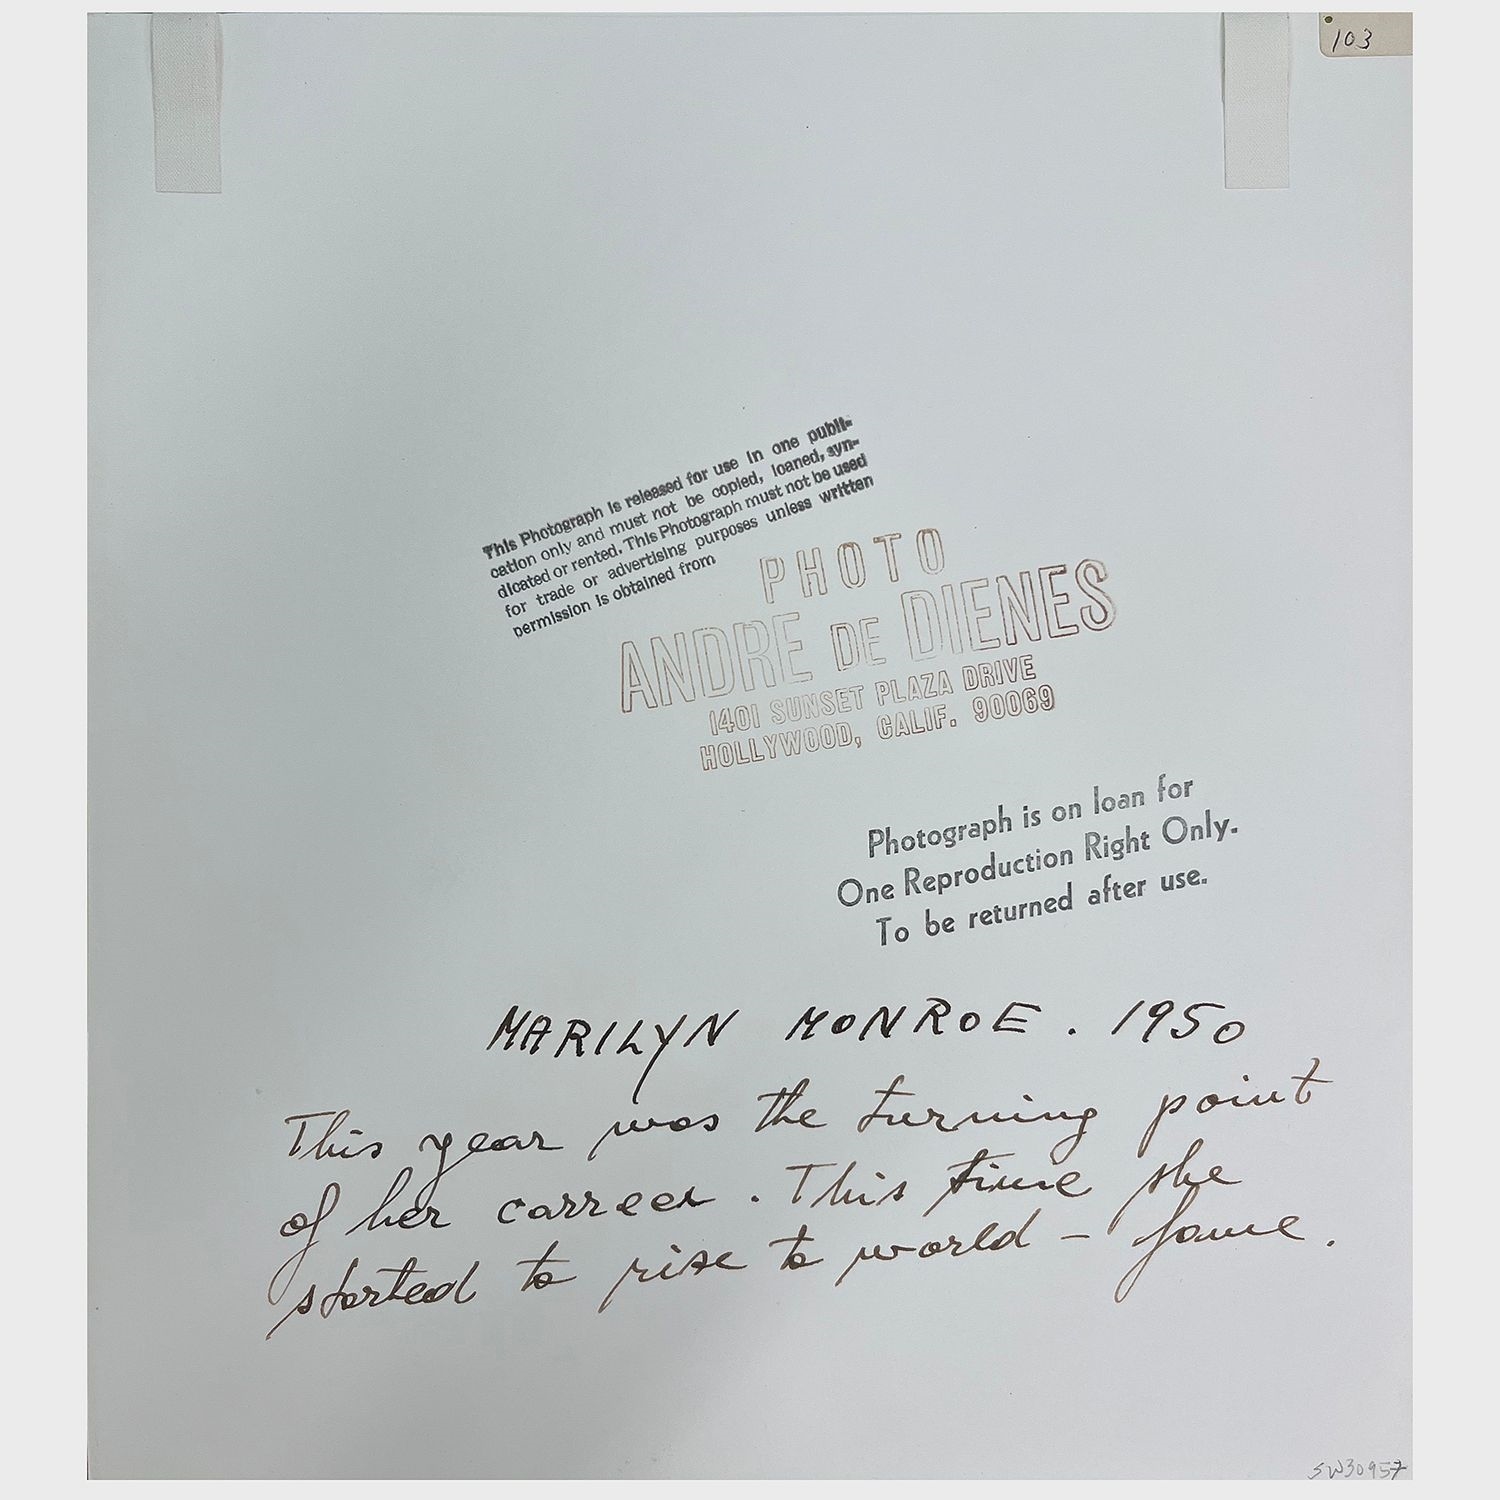 103
This Photograph is released for use in one publi-
cation only and must not be copied, loaned, syn-
dicated or rented. This Photograph must not be used
for trade or advertising purposes unless written
permission is obtained from
PHOTO
ANDRE DE DIENES
1401 SUNSET PLAZA DRIVE
HOLLYWOOD, CALIF. 90069
Photograph is on loan for
One Reproduction Right Only.
To be returned after use.
MARILYN MONROE. 1950
This year was the turning point
of her carreer. This time she
started to rise to world - fame.
SW30957